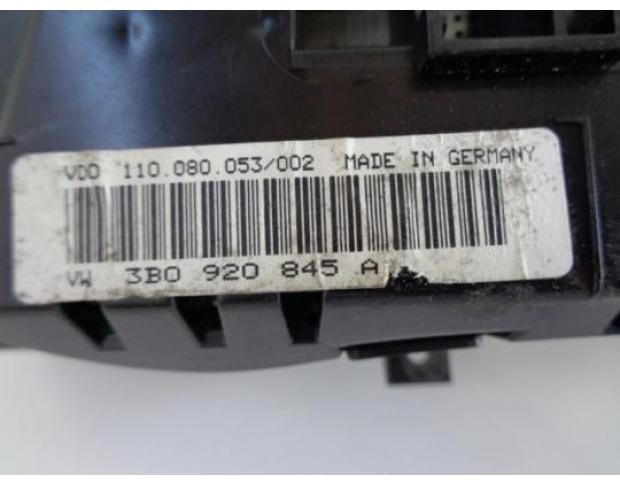 VDO 110.080.053/002 MADE IN GERMANY
VW 3B0 920 845 A